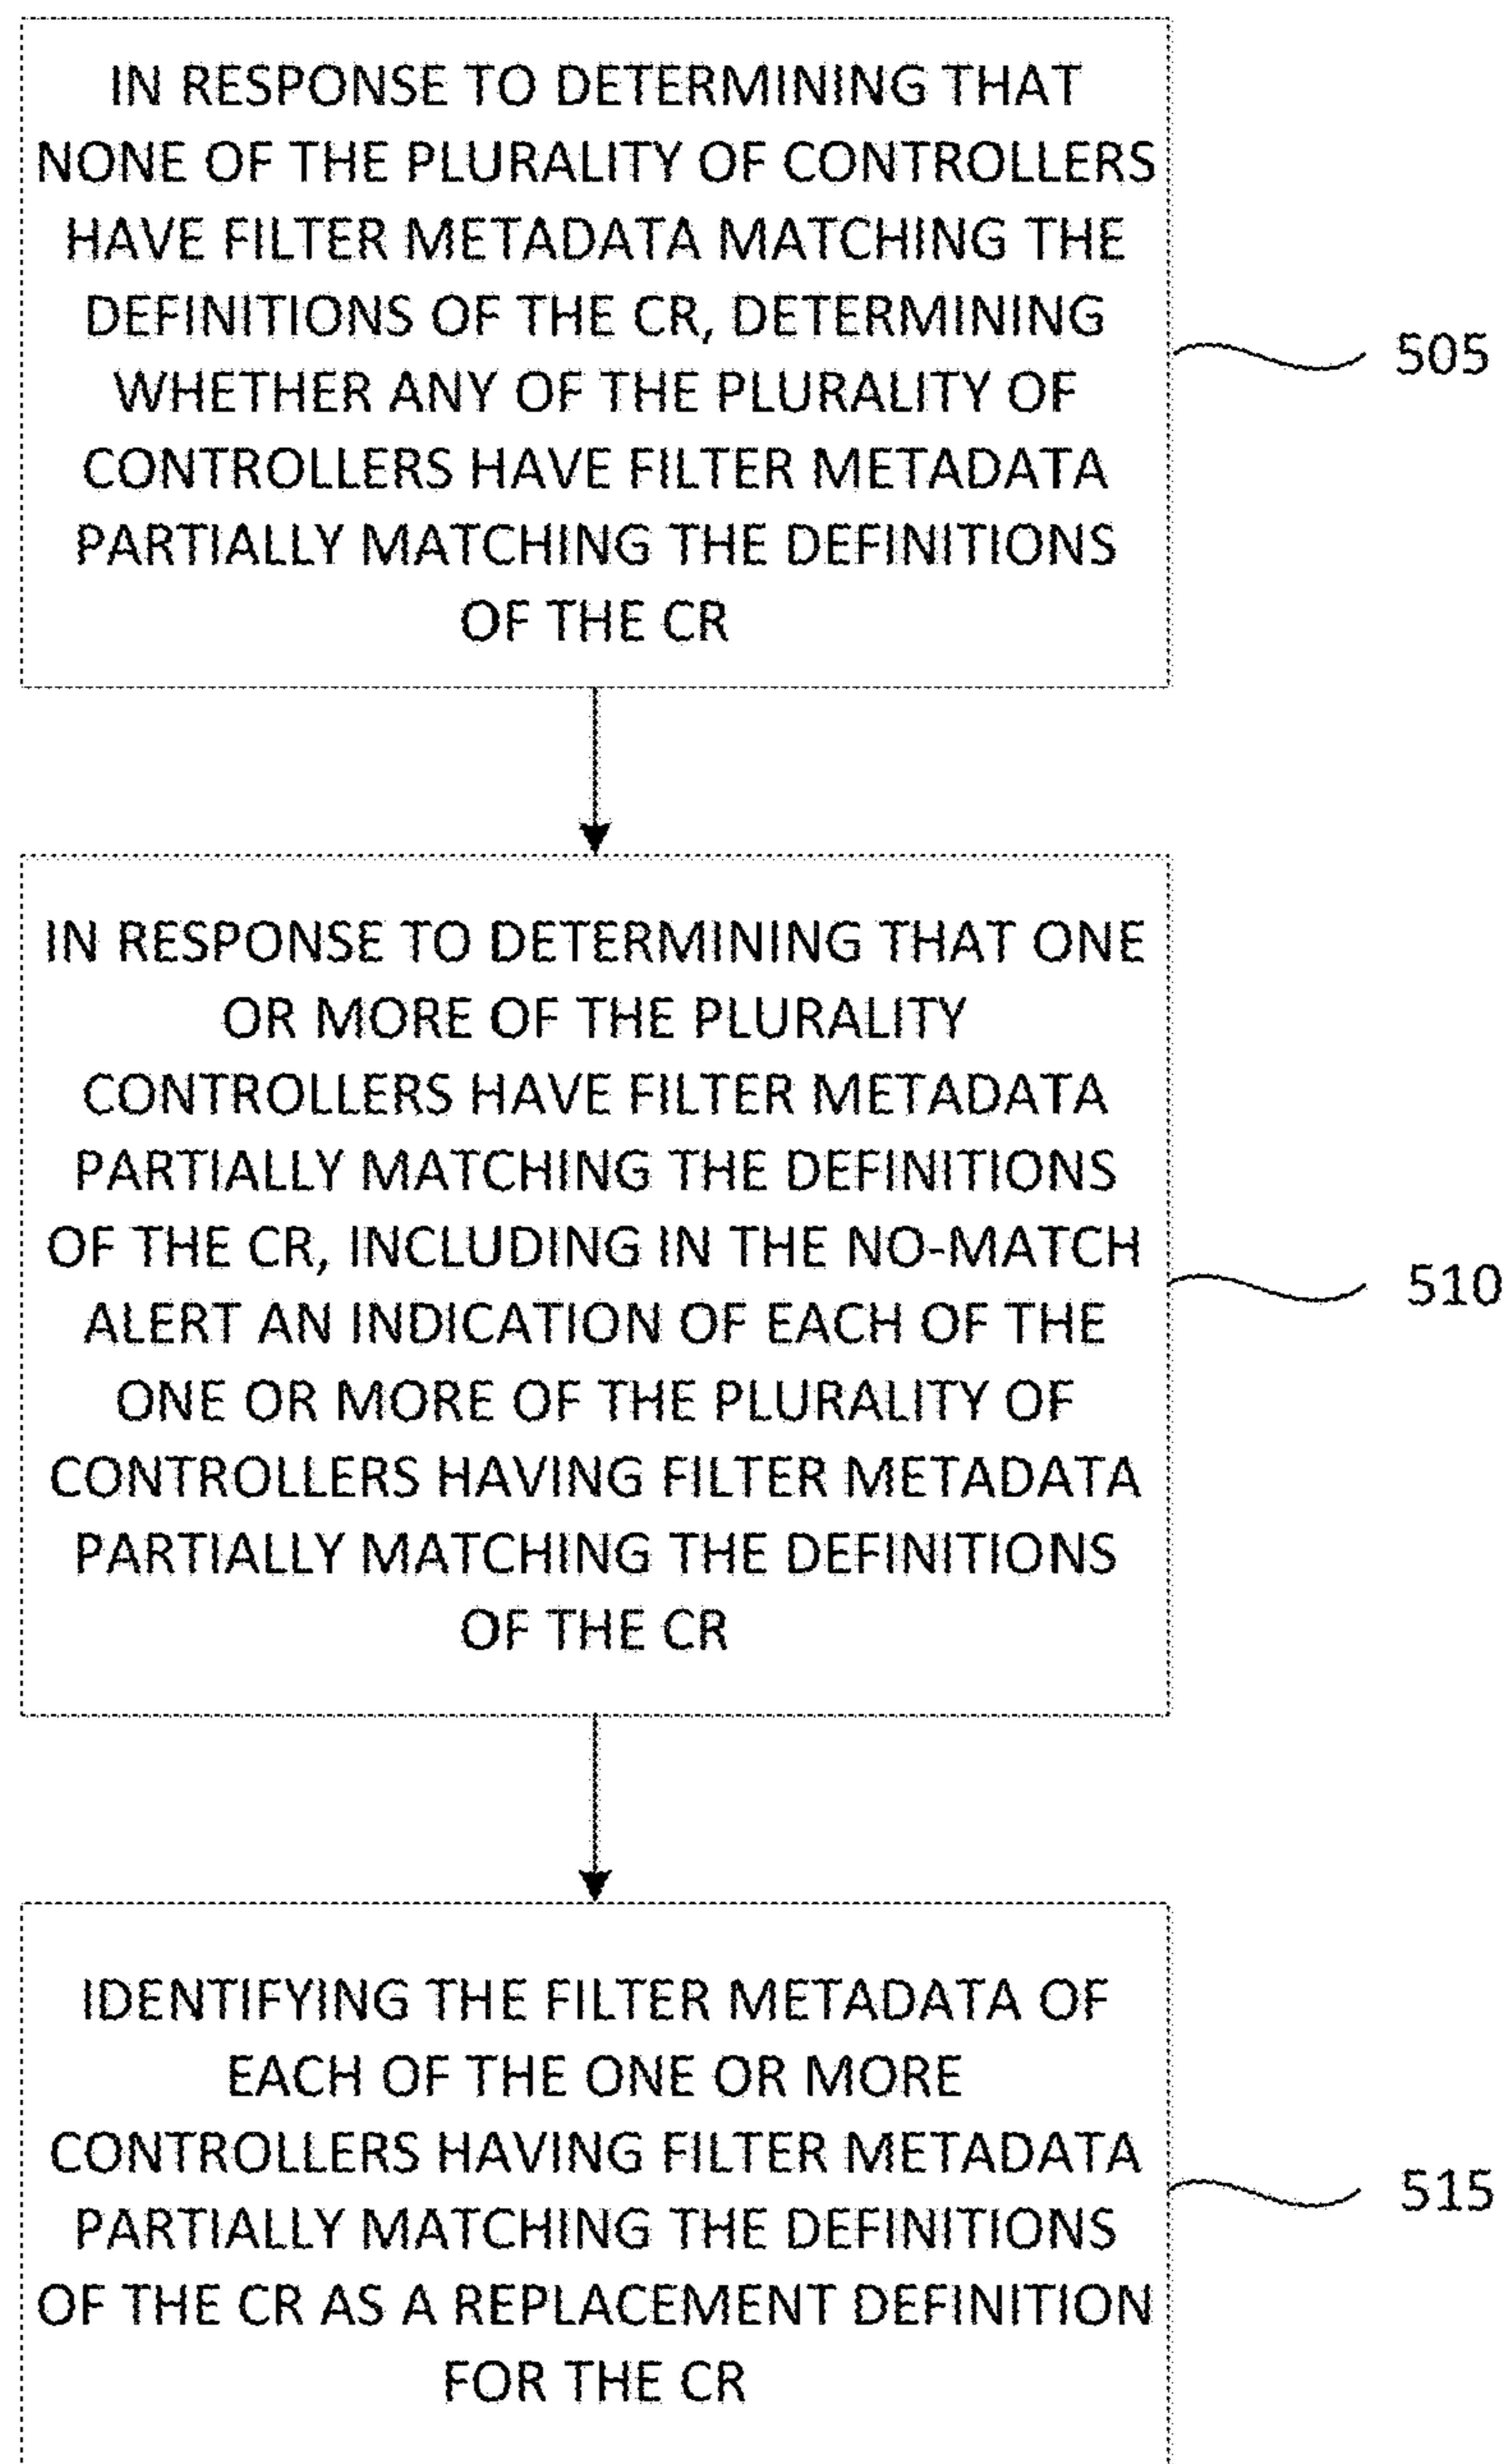 IN RESPONSE TO DETERMINING THAT
NONE OF THE PLURALITY OF CONTROLLERS
HAVE FILTER METADATA MATCHING THE
DEFINITIONS OF THE CR, DETERMINING
WHETHER ANY OF THE PLURALITY OF
CONTROLLERS HAVE FILTER METADATA
PARTIALLY MATCHING THE DEFINITIONS
OF THE CR
505
IN RESPONSE TO DETERMINING THAT ONE
OR MORE OF THE PLURALITY
CONTROLLERS HAVE FILTER METADATA
PARTIALLY MATCHING THE DEFINITIONS
OF THE CR, INCLUDING IN THE NO-MATCH
ALERT AN INDICATION OF EACH OF THE
ONE OR MORE OF THE PLURALITY OF
CONTROLLERS HAVING FILTER METADATA
PARTIALLY MATCHING THE DEFINITIONS
OF THE CR
510
IDENTIFYING THE FILTER METADATA OF
EACH OF THE ONE OR MORE
CONTROLLERS HAVING FILTER METADATA
PARTIALLY MATCHING THE DEFINITIONS
OF THE CR AS A REPLACEMENT DEFINITION
FOR THE CR
515